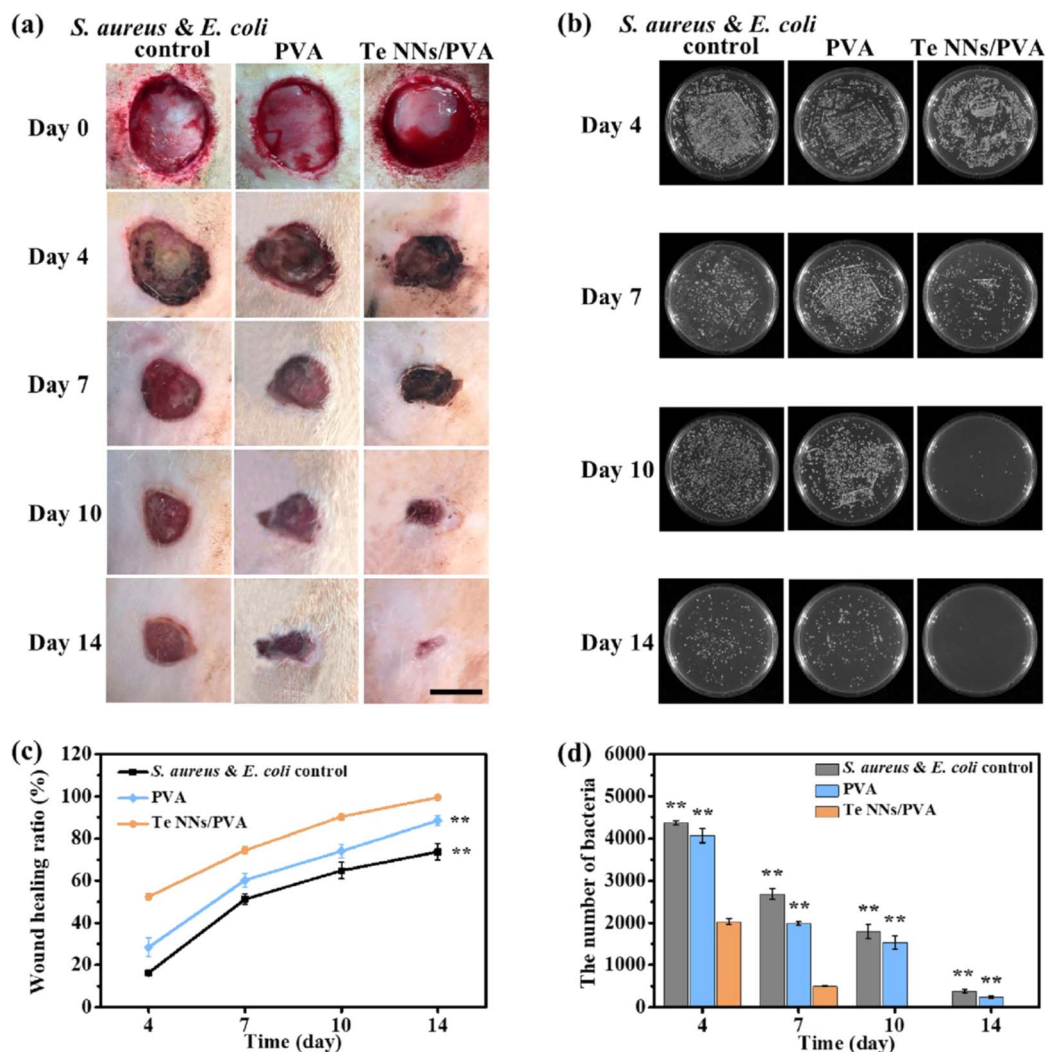 (a) S. aureus & E. coli
control PVA Te NNs/PVA
Day 0
Day 4
Day 7
Day 10
Day 14
(b) S. aureus & E. coli
control PVA Te NNs/PVA
Day 4
Day 7
Day 10
Day 14
(c)
Wound healing ratio (%)
120
100
80
60
40
20
0
S. aureus & E. coli control
PVA
Te NNs/PVA
**
**
4 7 10 14
Time (day)
(d)
The number of bacteria
6000
5000
4000
3000
2000
1000
0
S. aureus & E. coli control
PVA
Te NNs/PVA
** **
** **
** **
** **
4 7 10 14
Time (day)